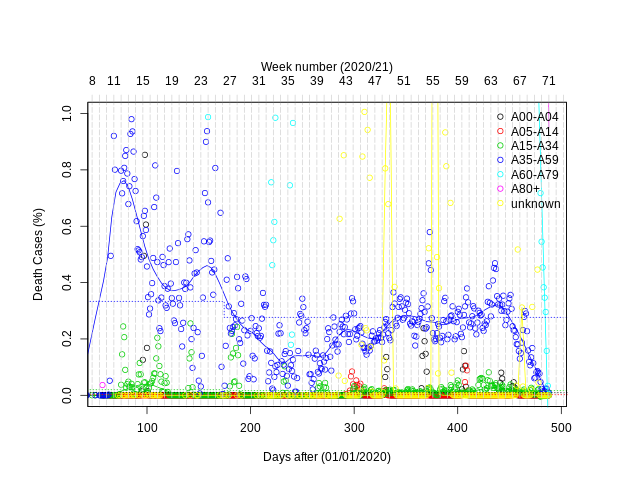 Week number (2020/21)
8 11 15 19 23 27 31 35 39 43 47 51 55 59 63 67 71
Death Cases (%)
1.0
0.8
0.6
0.4
0.2
0.0
A00-A04
A05-A14
A15-A34
A35-A59
A60-A79
A80+
unknown
100 200 300 400 500
Days after (01/01/2020)